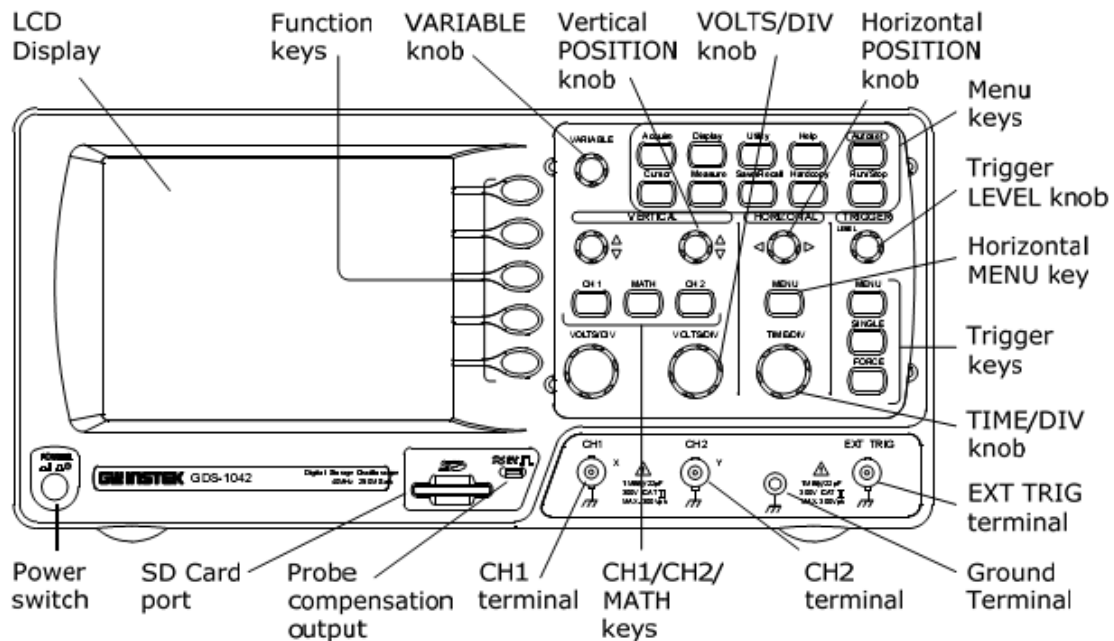 LCD
Display
Function
keys
VARIABLE
knob
Vertical
POSITION
knob
VOLTS/DIV
knob
Horizontal
POSITION
knob
Menu
keys
Trigger
LEVEL knob
Horizontal
MENU key
Trigger
keys
TIME/DIV
knob
EXT TRIG
terminal
Ground
Terminal
VARIABLE
Acquire Display Utility Help Autoset
Cursor Measure Save/Recall Hardcopy Run/Stop
VERTICAL HORIZONTAL TRIGGER
LEVEL
CH 1 MATH CH 2 MENU MENU
SINGLE
VOLTS/DIV VOLTS/DIV TIME/DIV
FORCE
CH1 CH2 EXT TRIG
X Y
POWER
GW INSTEK GDS-1042
Digital Storage Oscilloscope
Power
switch
SD Card
port
Probe
compensation
output
CH1
terminal
CH1/CH2/
MATH
keys
CH2
terminal